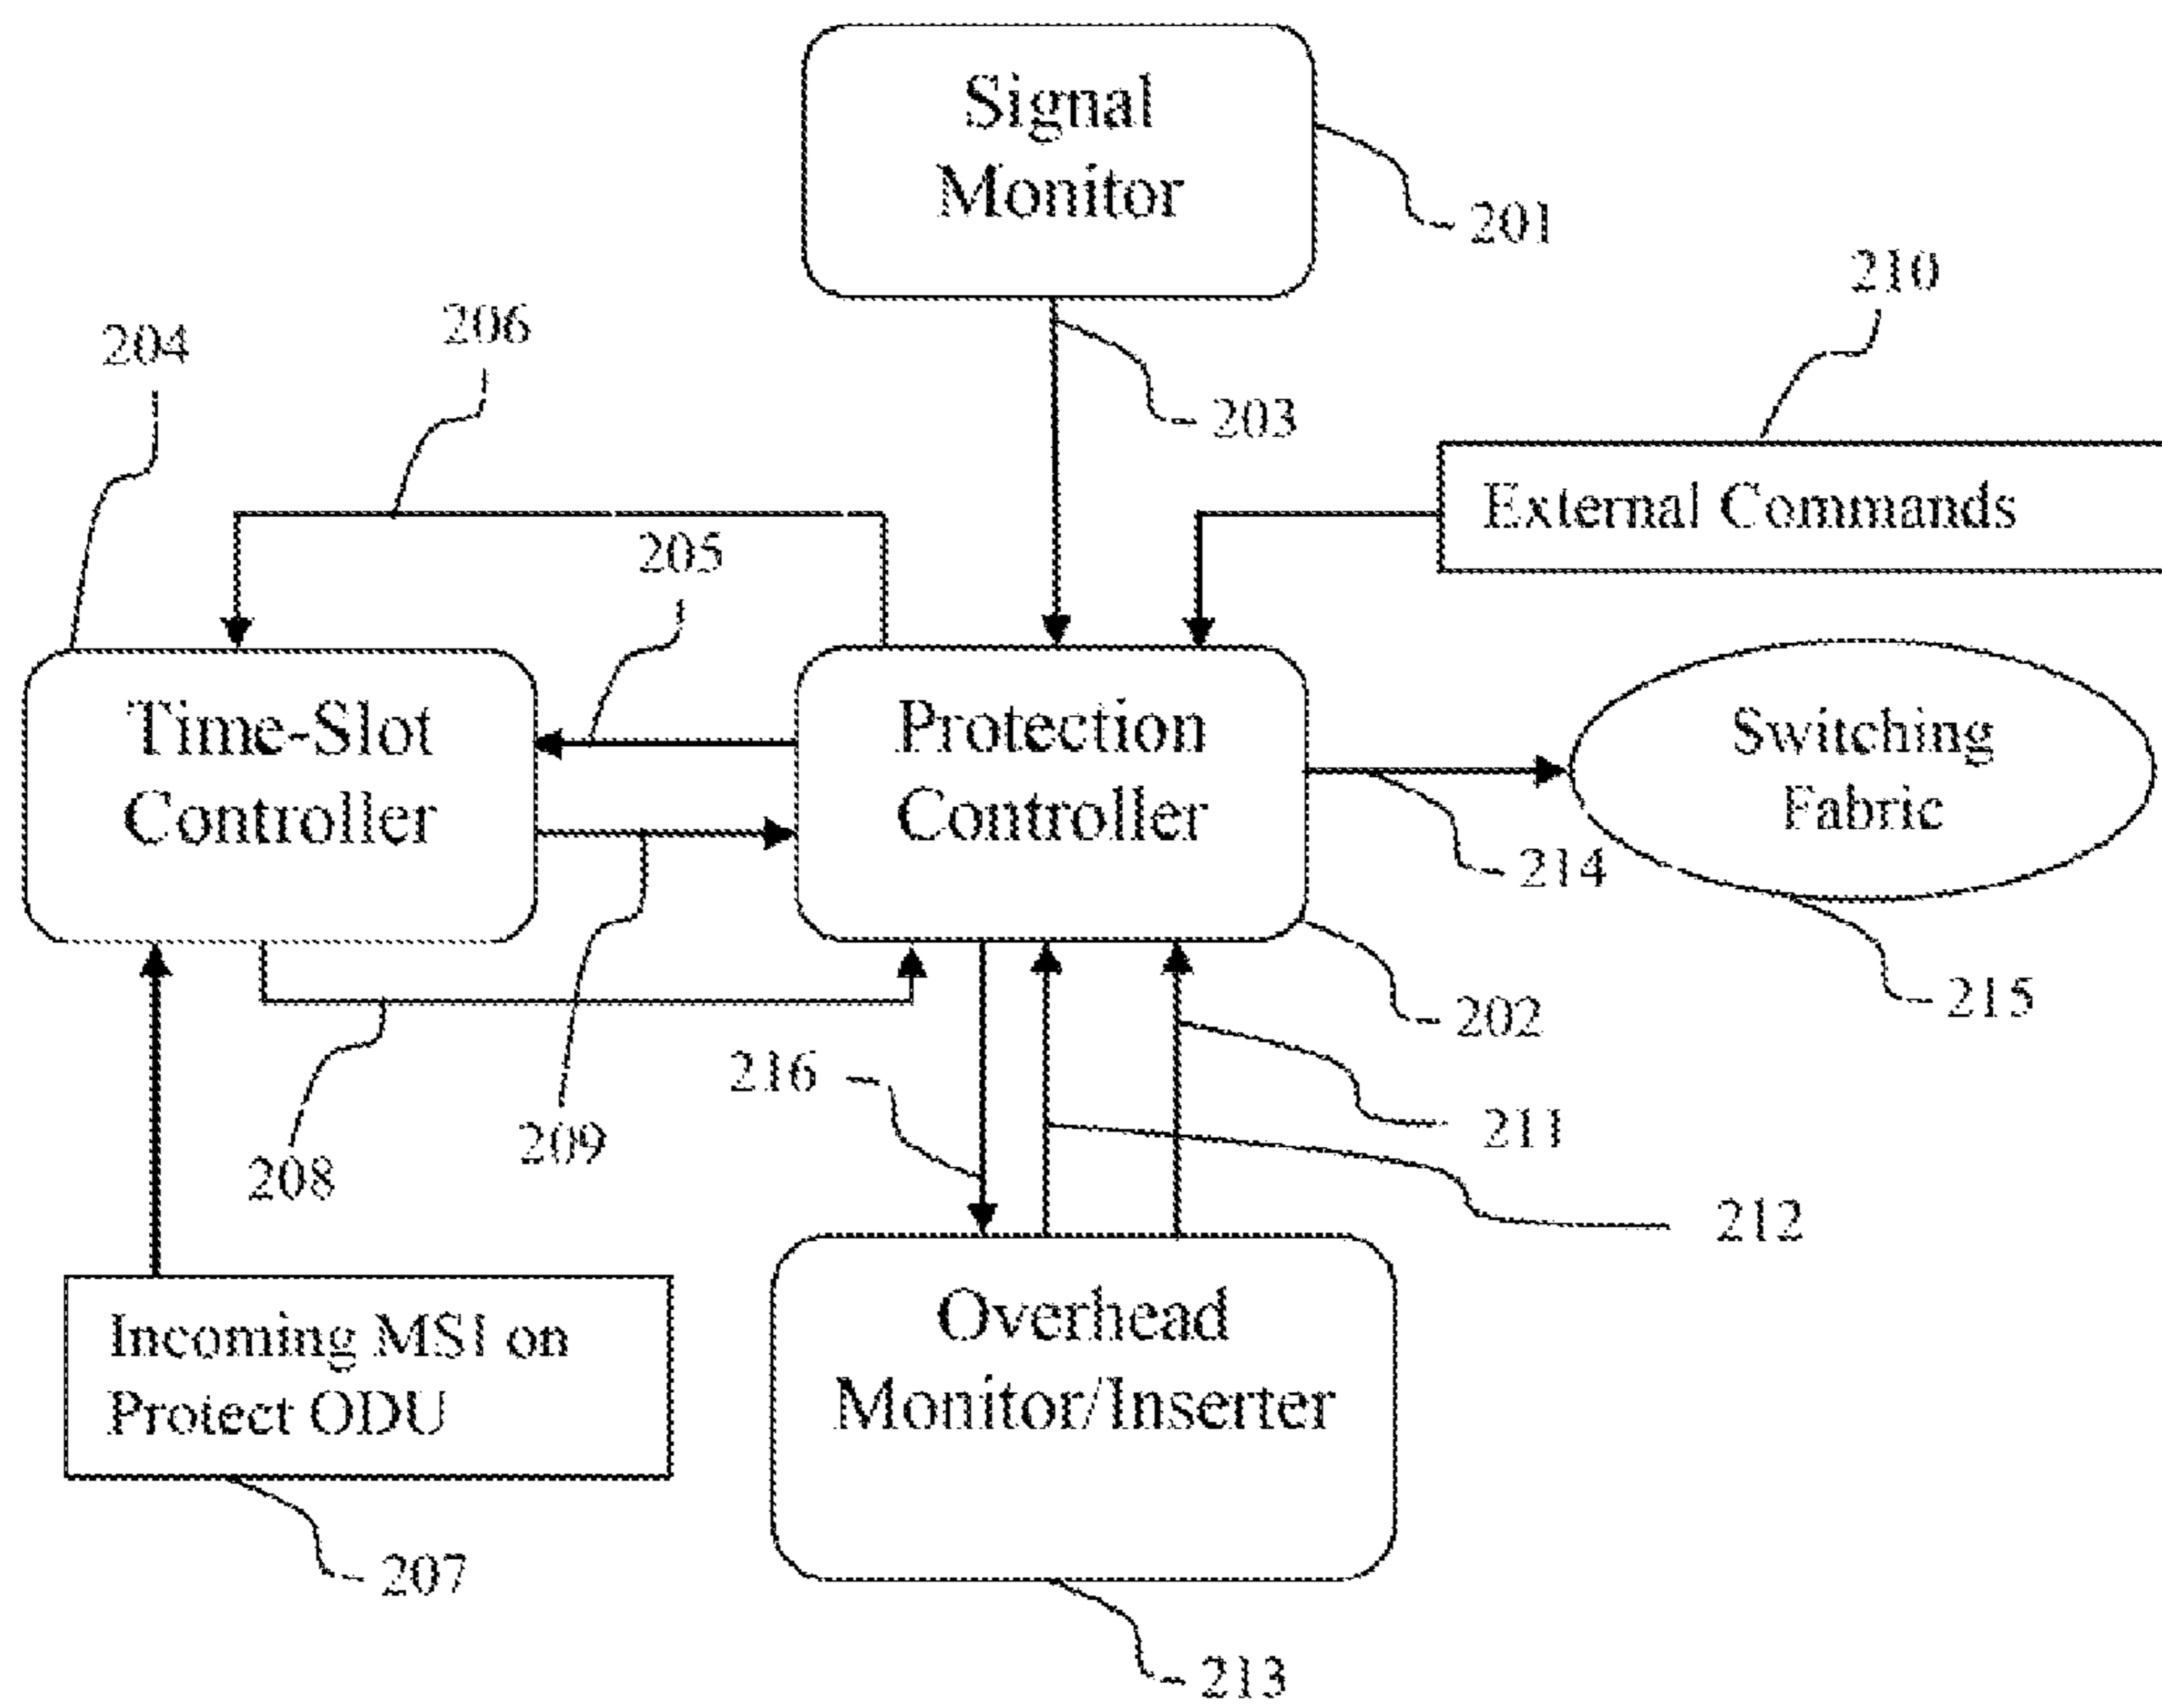 Signal
Monitor
201
210
206
204
203
External Commands
205
Time-Slot
Controller
Protection
Controller
Switching
Fabric
214
215
202
216
211
209
208
212
Overhead
Monitor/Inserter
Incoming MSI on
Protect ODU
207
213